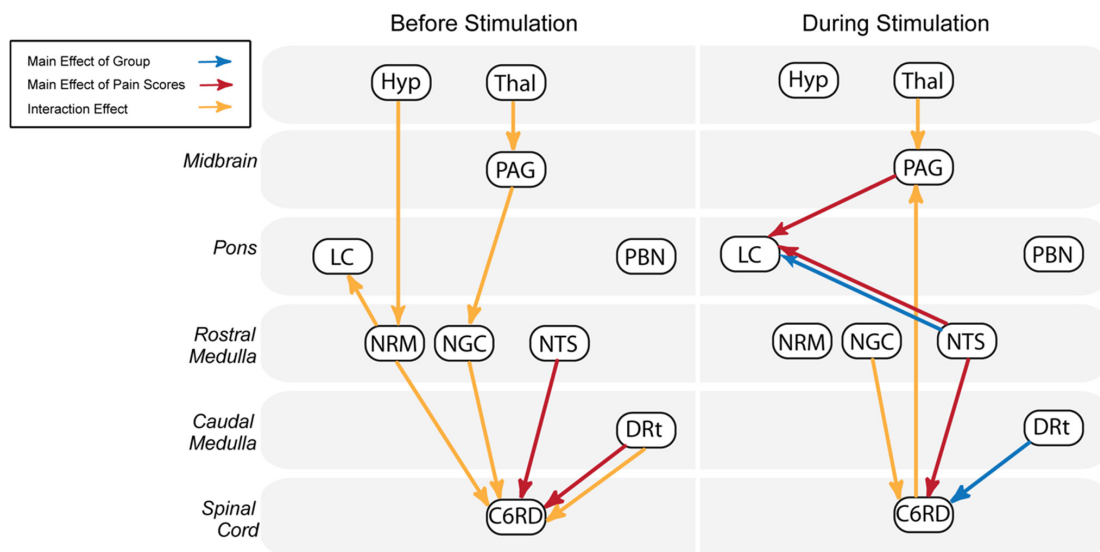 Before Stimulation
During Stimulation
Main Effect of Group
Main Effect of Pain Scores
Interaction Effect
Hyp
Thal
Hyp
Thal
Midbrain
PAG
PAG
Pons
LC
PBN
LC
PBN
Rostral
Medulla
NRM
NGC
NTS
NRM
NGC
NTS
Caudal
Medulla
DRt
DRt
Spinal
Cord
C6RD
C6RD